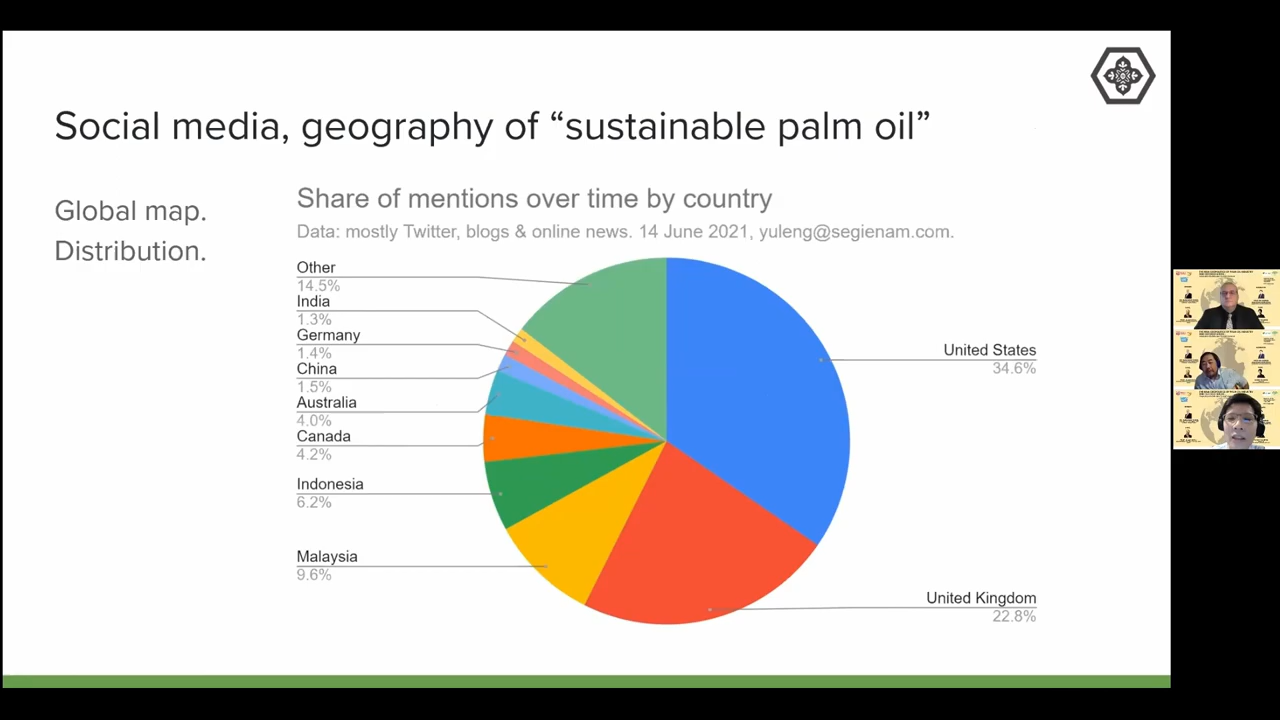 Social media, geography of “sustainable palm oil”
Global map.
Distribution.
Share of mentions over time by country
Data: mostly Twitter, blogs & online news. 14 June 2021, yuleng@segienam.com.
Other
14.5%
India
1.3%
Germany
1.4%
China
1.5%
Australia
4.0%
Canada
4.2%
Indonesia
6.2%
Malaysia
9.6%
United States
34.6%
United Kingdom
22.8%